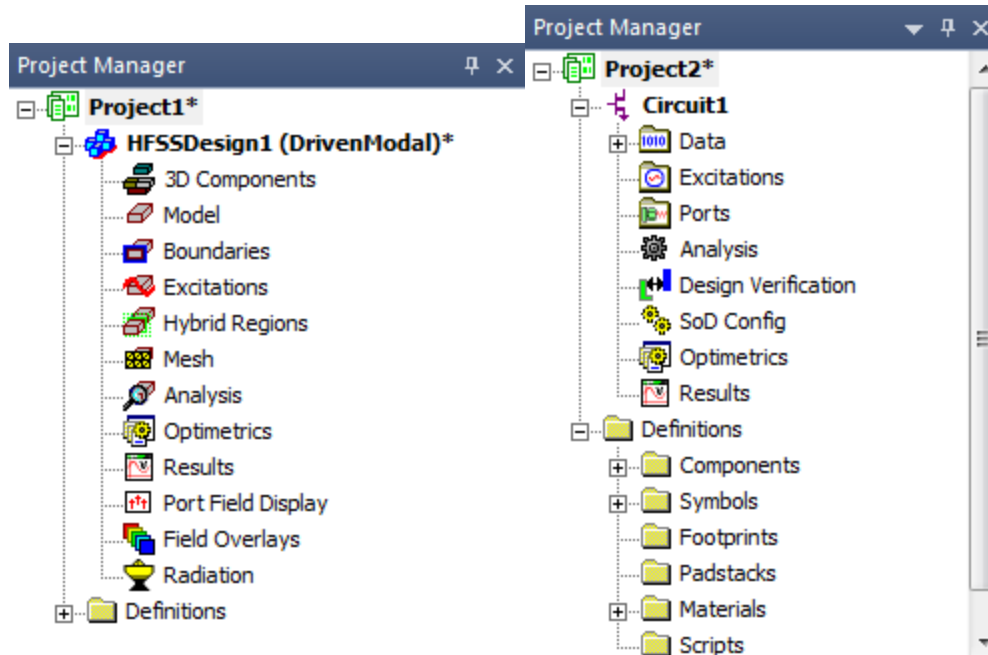 Project Manager
Project1*
HFSSDesign1 (DrivenModal)*
3D Components
Model
Boundaries
Excitations
Hybrid Regions
Mesh
Analysis
Optimetrics
Results
Port Field Display
Field Overlays
Radiation
Definitions
Project Manager
Project2*
Circuit1
1010 Data
Excitations
Ports
Analysis
Design Verification
SoD Config
Optimetrics
Results
Definitions
Components
Symbols
Footprints
Padstacks
Materials
Scripts